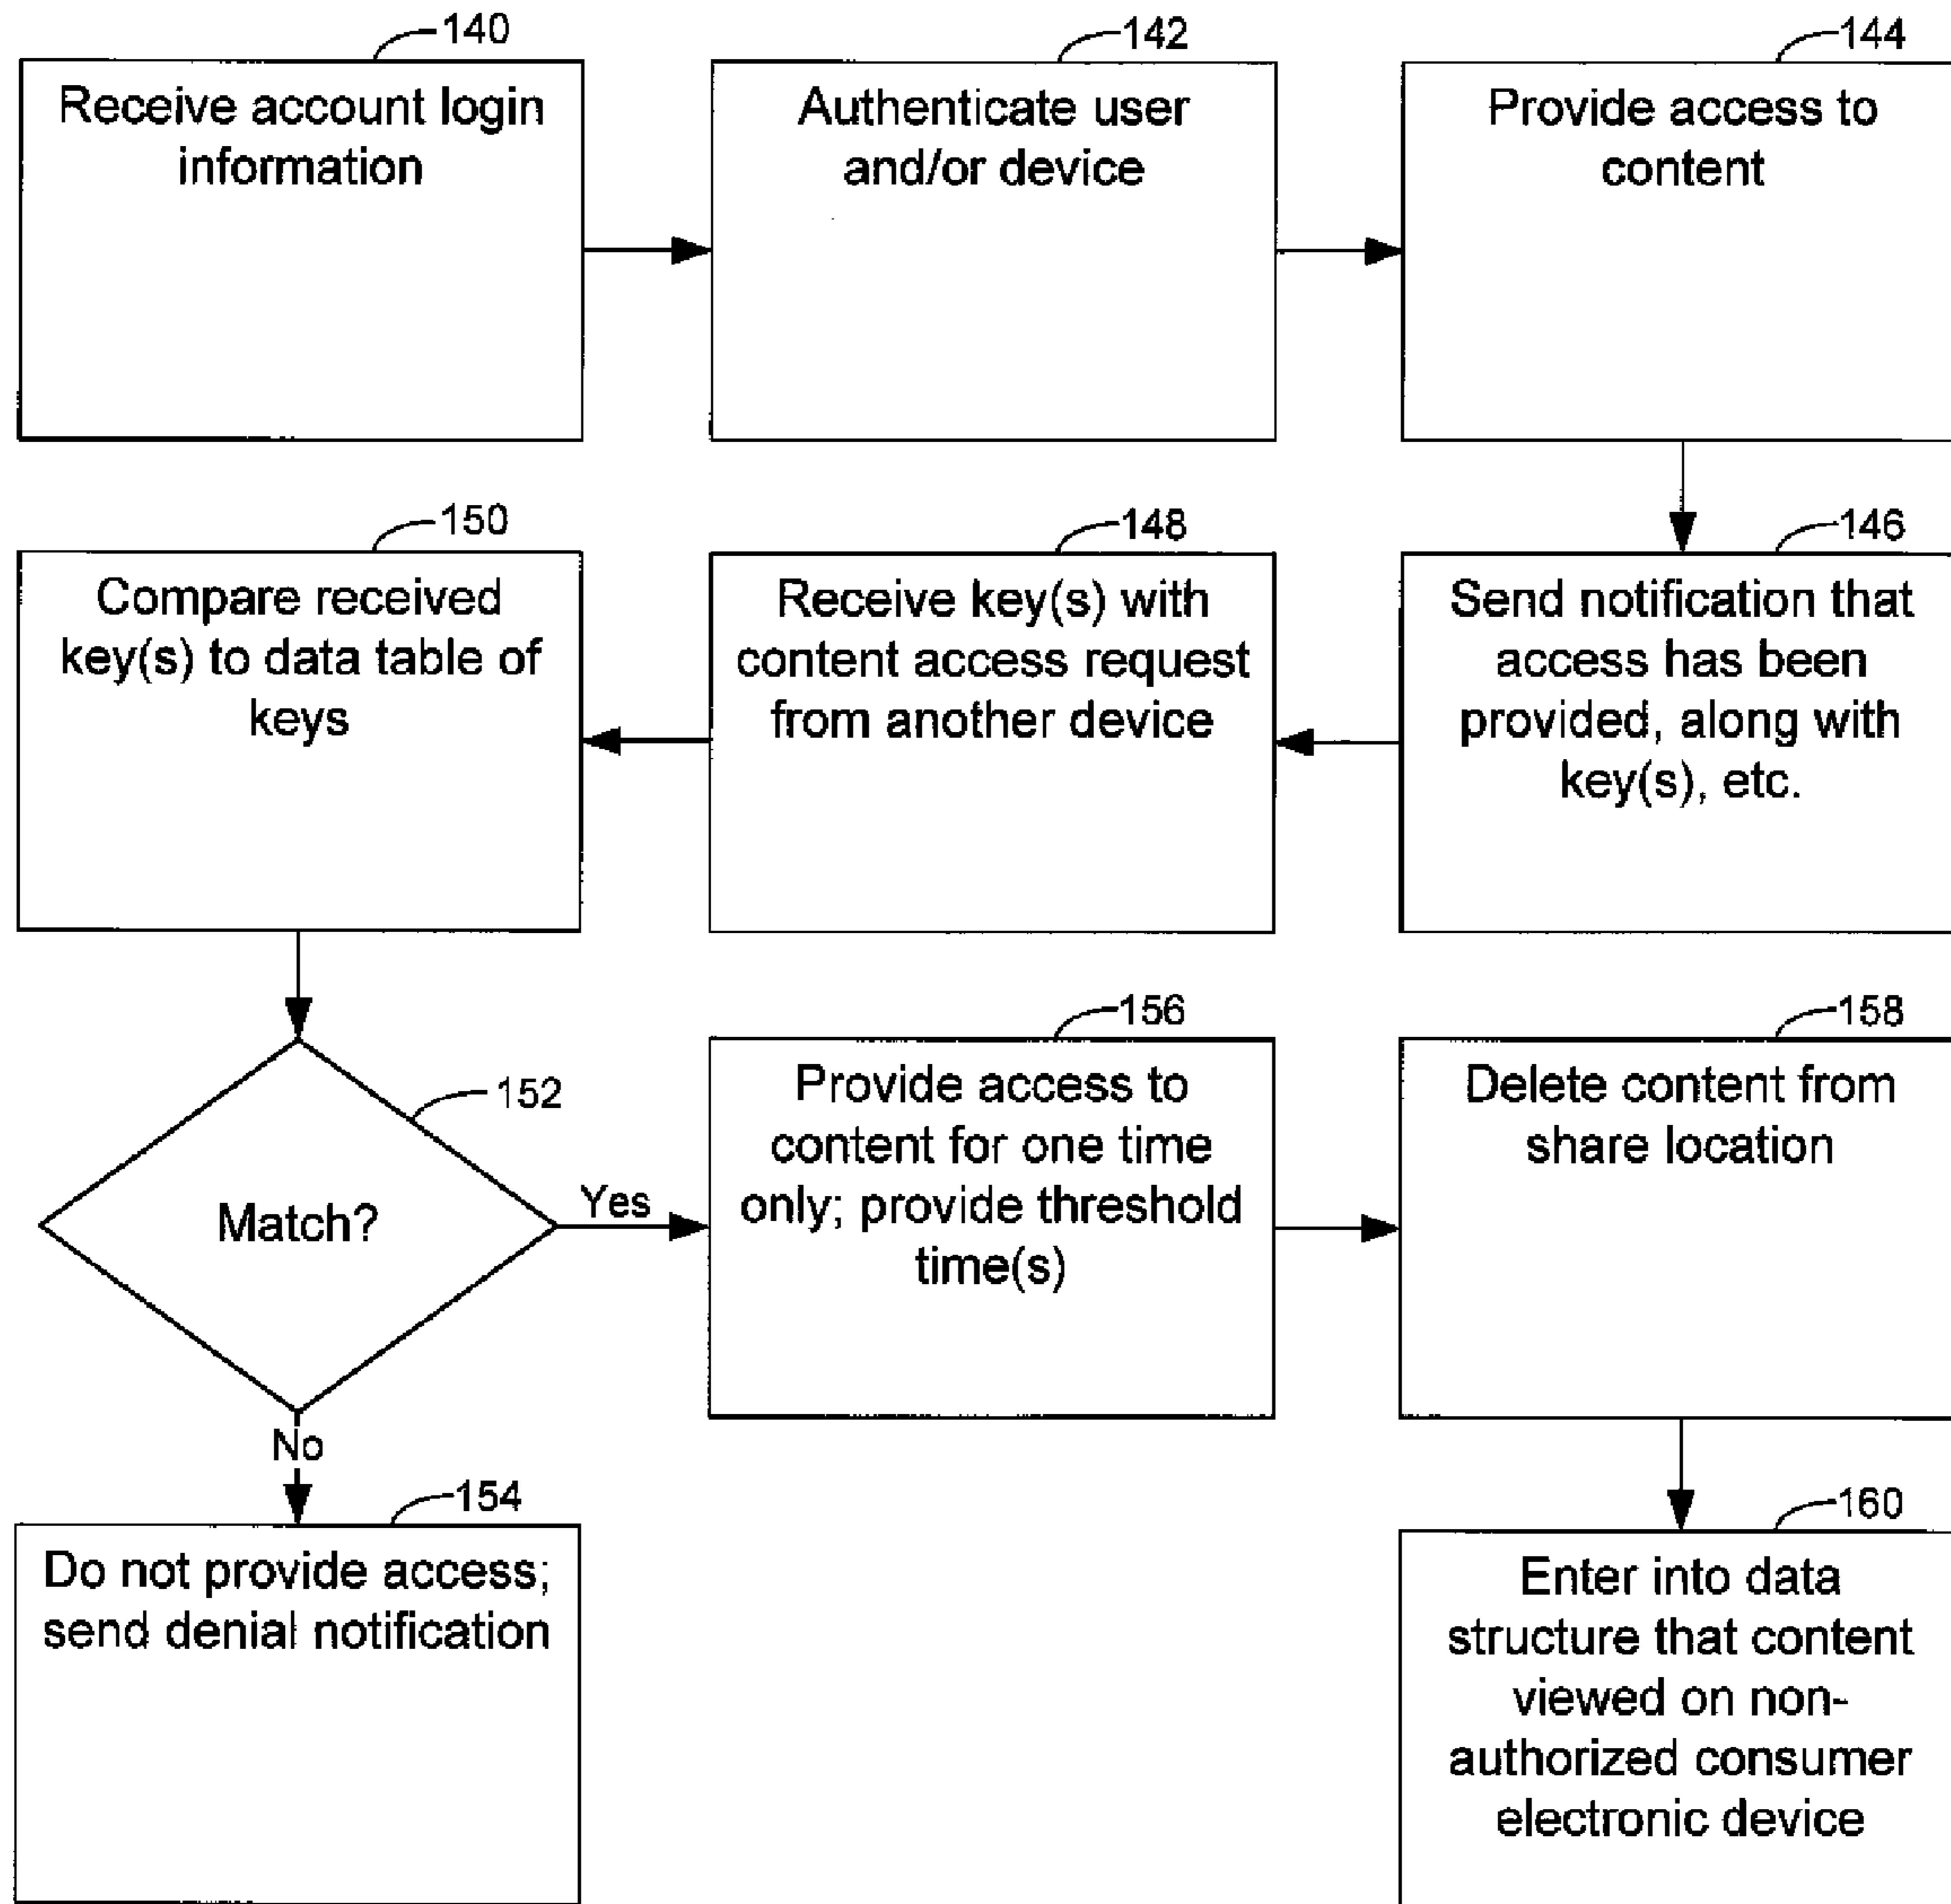 140
Receive account login
information
142
Authenticate user
and/or device
144
Provide access to
content
150
Compare received
key(s) to data table of
keys
148
Receive key(s) with
content access request
from another device
146
Send notification that
access has been
provided, along with
key(s), etc.
152
Match?
Yes
No
156
Provide access to
content for one time
only; provide threshold
time(s)
158
Delete content from
share location
154
Do not provide access;
send denial notification
160
Enter into data
structure that content
viewed on non-
authorized consumer
electronic device